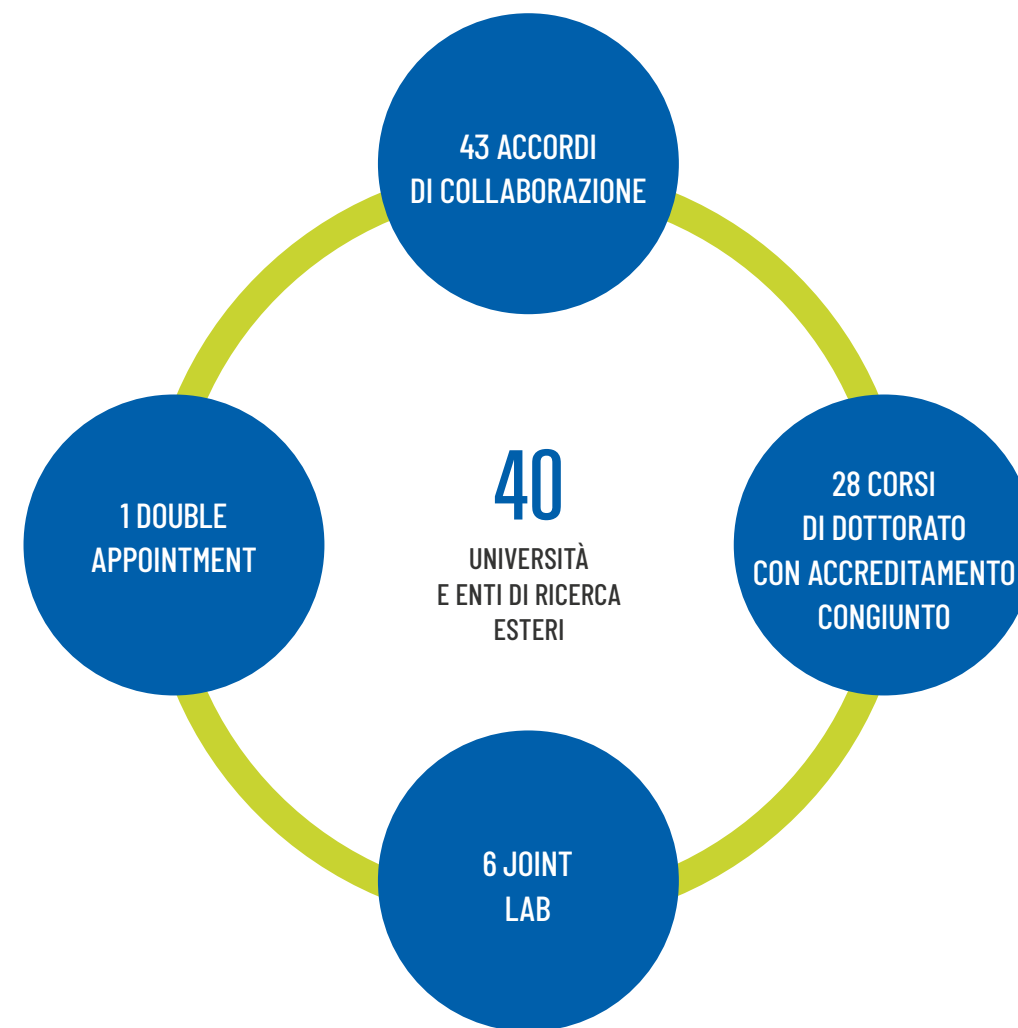 43 ACCORDI
DI COLLABORAZIONE
1 DOUBLE
APPOINTMENT
40
UNIVERSITÀ
E ENTI DI RICERCA
ESTERI
28 CORSI
DI DOTTORATO
CON ACCREDITAMENTO
CONGIUNTO
6 JOINT
LAB